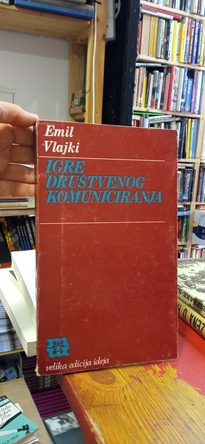 Emil
Vlajki
IGRE
DRUŠTVENOG
KOMUNICIRANJA
velika edicija ideja